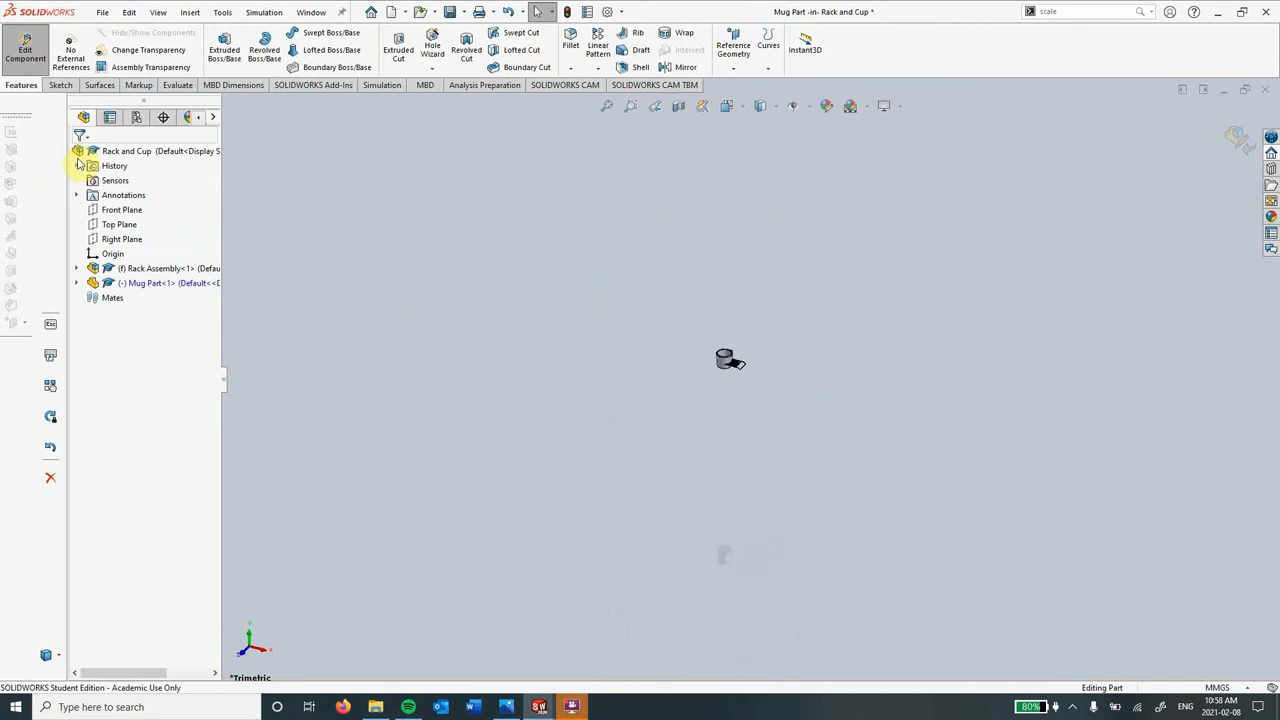 SOLIDWORKS File Edit View Insert Tools Simulation Window Mug Part -in- Rack and Cup * scale
Edit Component
No External References
Hide/Show Components
Change Transparency
Assembly Transparency
Extruded Boss/Base
Revolved Boss/Base
Swept Boss/Base
Lofted Boss/Base
Boundary Boss/Base
Extruded Cut
Hole Wizard
Revolved Cut
Swept Cut
Lofted Cut
Boundary Cut
Fillet
Linear Pattern
Rib
Draft
Shell
Wrap
Intersect
Mirror
Reference Geometry
Curves
Instant3D
Features Sketch Surfaces Markup Evaluate MBD Dimensions SOLIDWORKS Add-Ins Simulation MBD Analysis Preparation SOLIDWORKS CAM SOLIDWORKS CAM TBM
Rack and Cup (Default<Display S
History
Sensors
Annotations
Front Plane
Top Plane
Right Plane
Origin
(f) Rack Assembly<1> (Defau
(-) Mug Part<1> (Default<<D
Mates
Esc
Y
X
Z
*Trimetric
SOLIDWORKS Student Edition - Academic Use Only Editing Part MMGS
Type here to search
80%
ENG
10:58 AM
2021-02-08